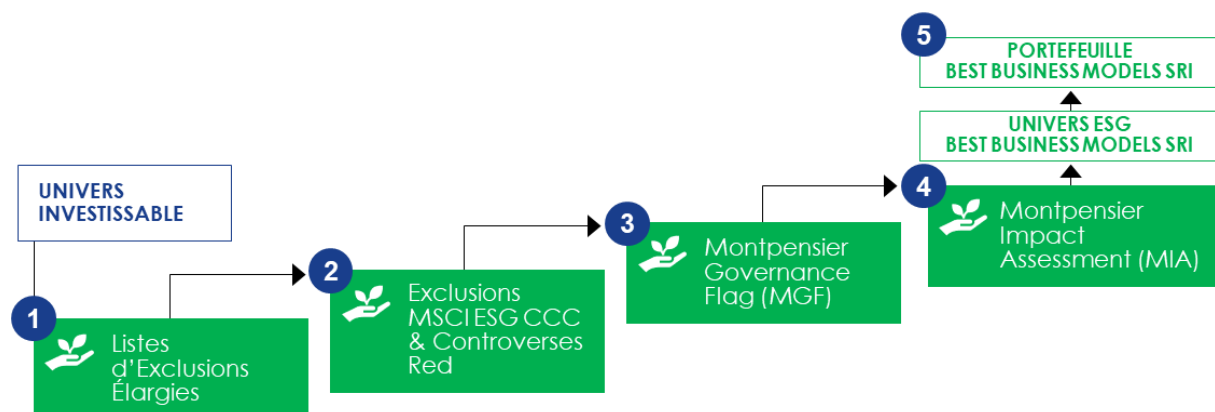 UNIVERS
INVESTISSABLE
1
Listes
d’Exclusions
Élargies
2
Exclusions
MSCI ESG CCC
& Controverses
Red
3
Montpensier
Governance
Flag (MGF)
4
Montpensier
Impact
Assessment (MIA)
UNIVERS ESG
BEST BUSINESS MODELS SRI
5
PORTEFEUILLE
BEST BUSINESS MODELS SRI